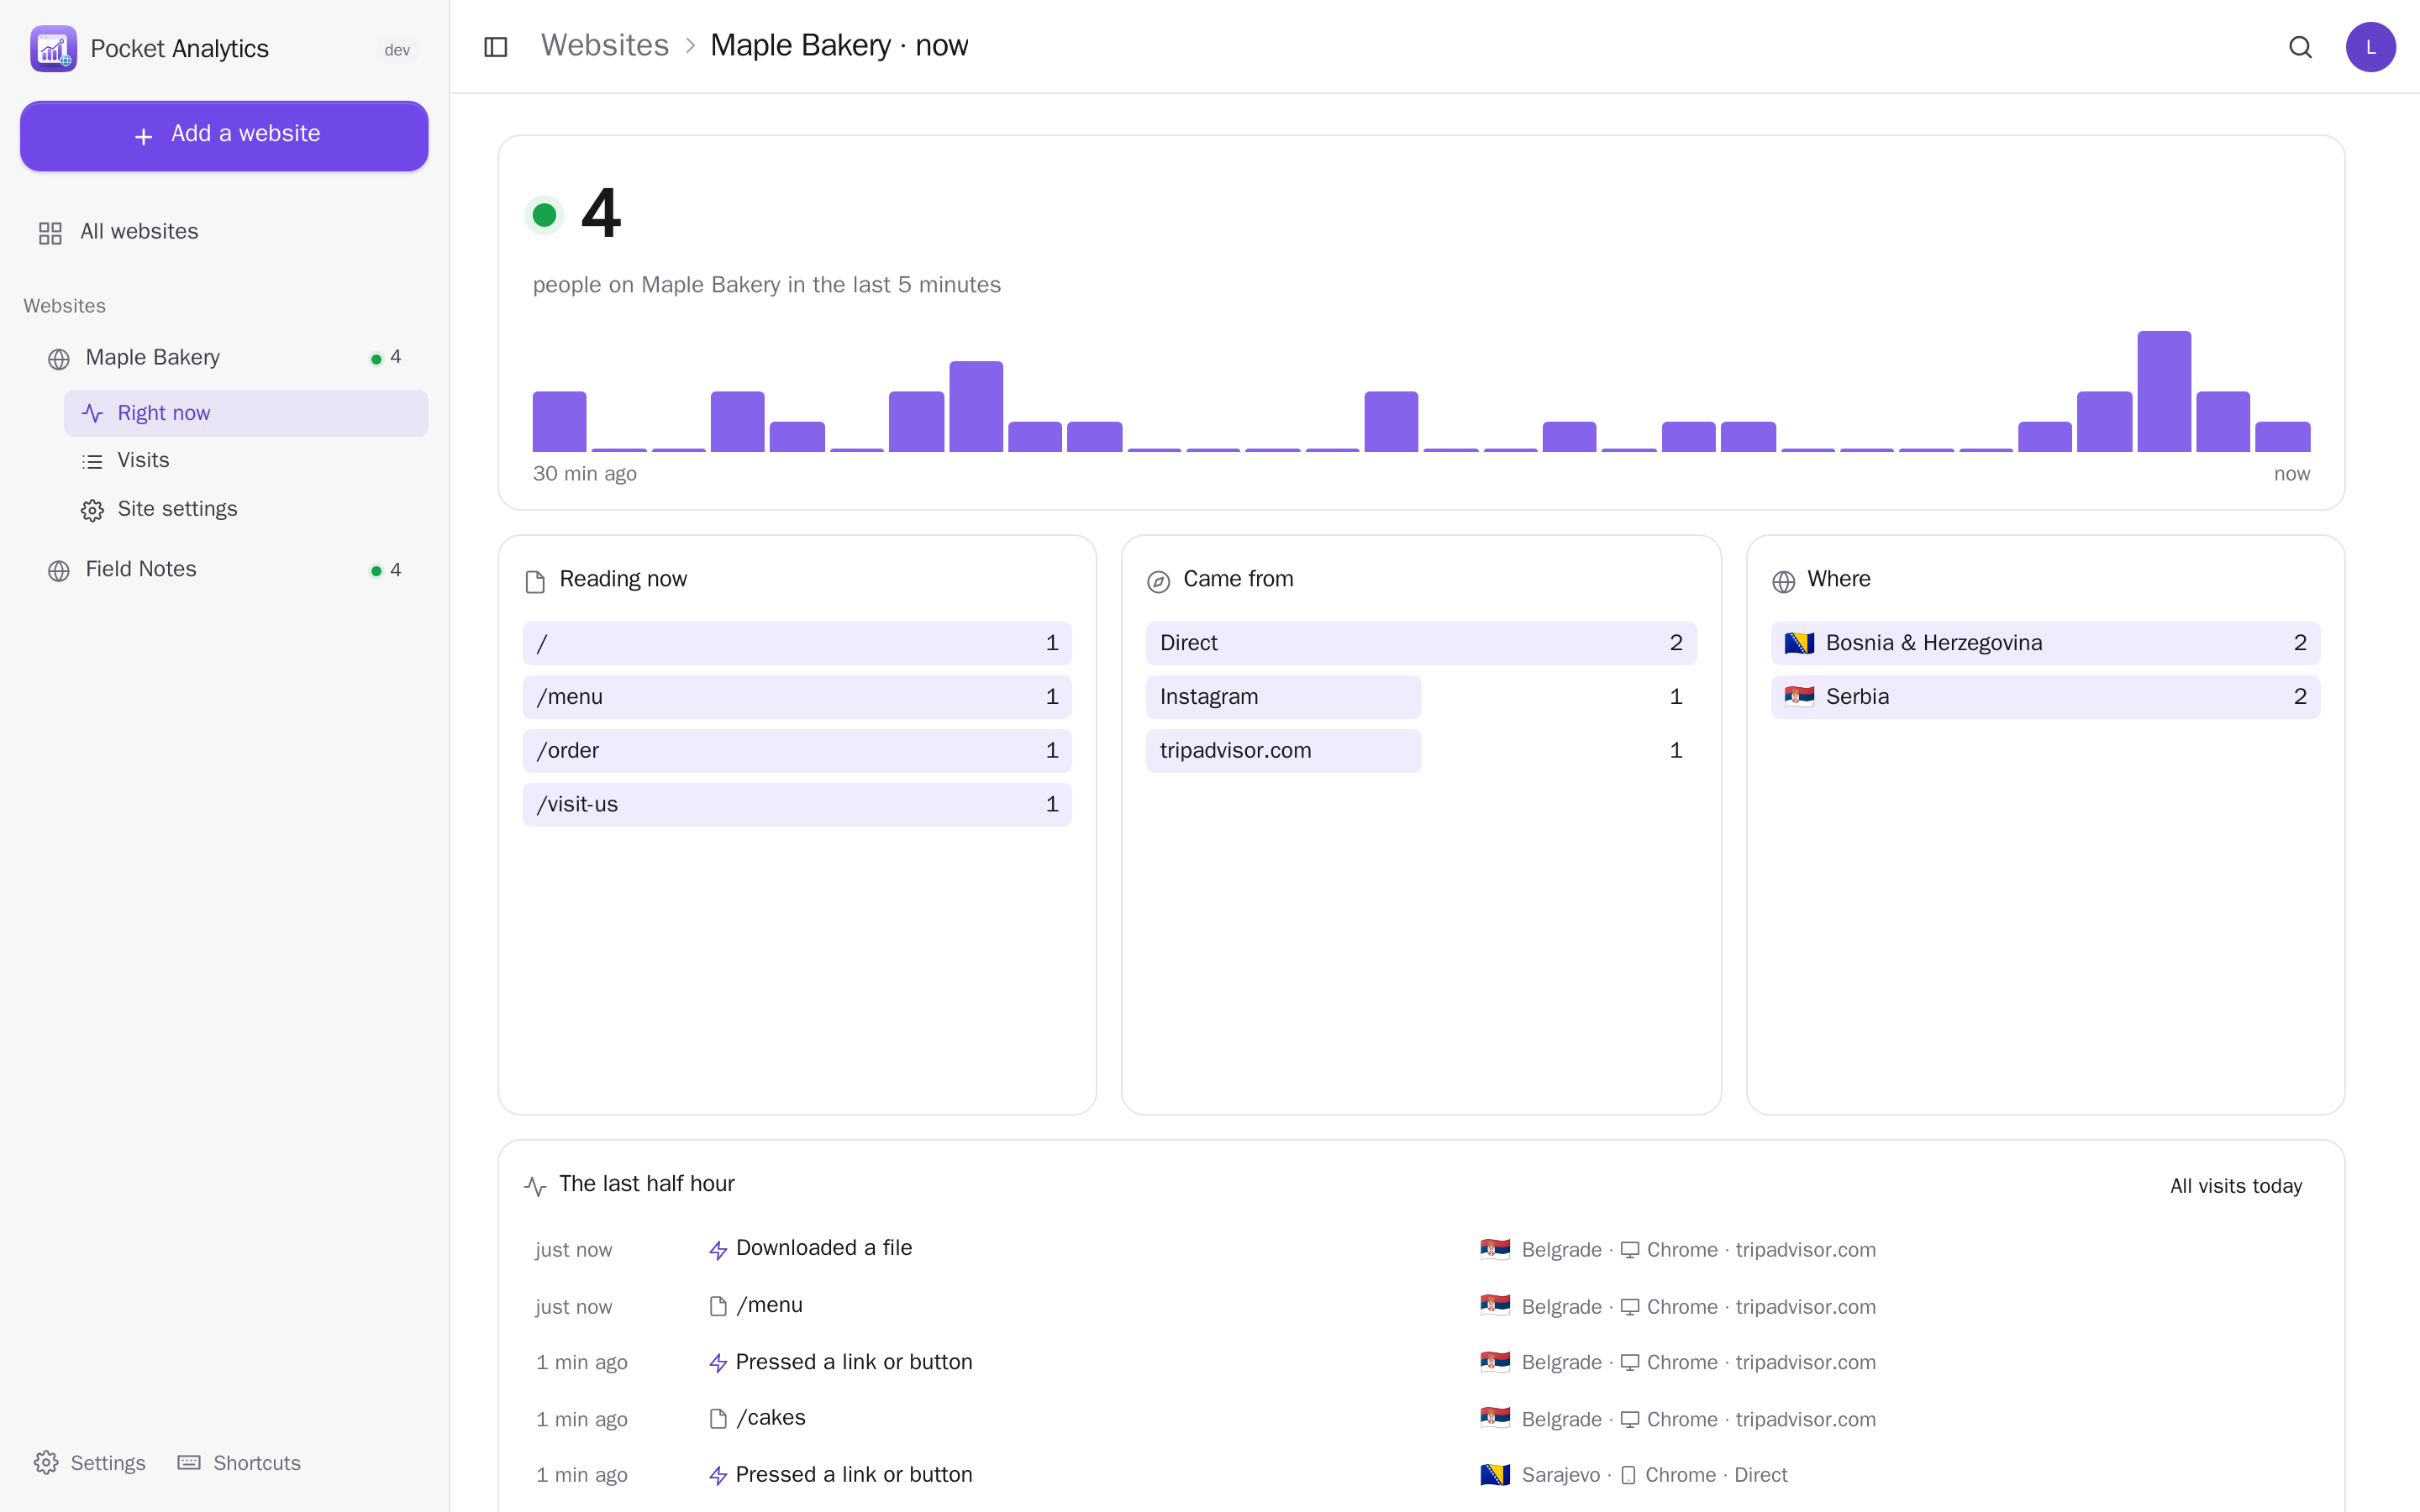 Pocket Analytics dev
Add a website
All websites
Websites
Maple Bakery 4
Right now
Visits
Site settings
Field Notes 4
Settings Shortcuts
Websites > Maple Bakery · now
L
4
people on Maple Bakery in the last 5 minutes
30 min ago now
Reading now
/ 1
/menu 1
/order 1
/visit-us 1
Came from
Direct 2
Instagram 1
tripadvisor.com 1
Where
Bosnia & Herzegovina 2
Serbia 2
The last half hour All visits today
just now Downloaded a file Belgrade · Chrome · tripadvisor.com
just now /menu Belgrade · Chrome · tripadvisor.com
1 min ago Pressed a link or button Belgrade · Chrome · tripadvisor.com
1 min ago /cakes Belgrade · Chrome · tripadvisor.com
1 min ago Pressed a link or button Sarajevo · Chrome · Direct